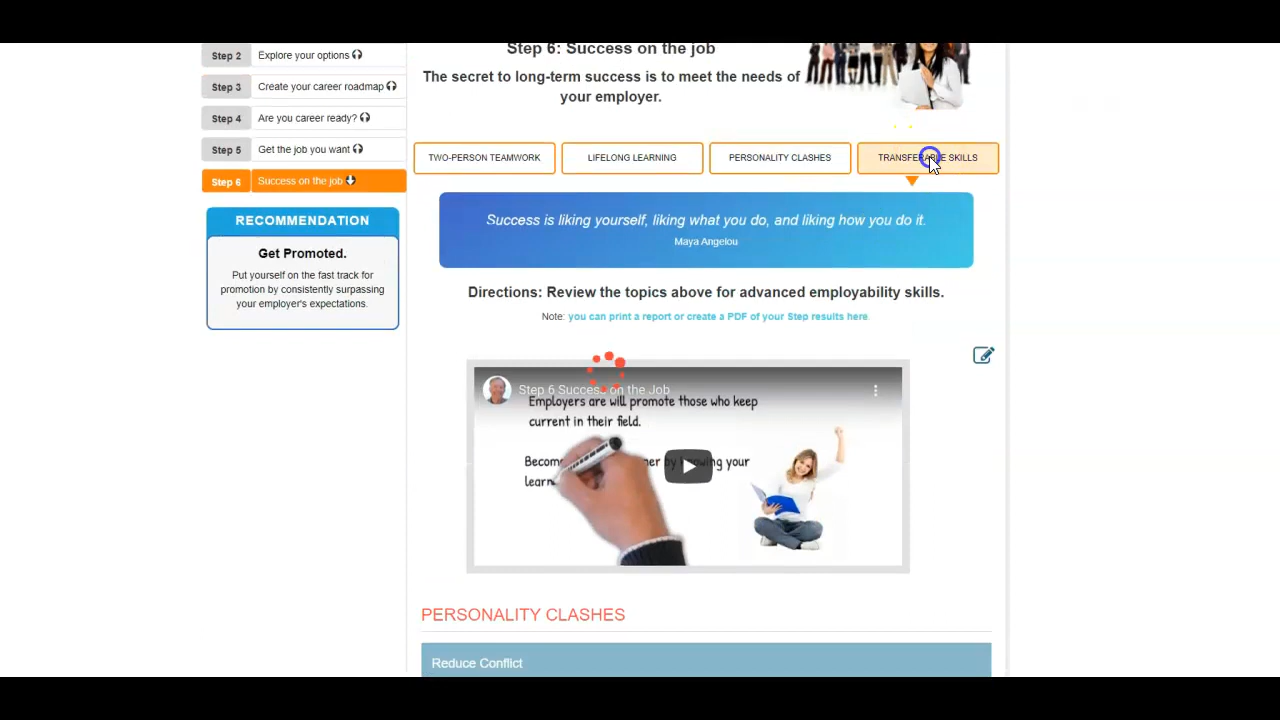 Step 2 Explore your options
Step 3 Create your career roadmap
Step 4 Are you career ready?
Step 5 Get the job you want
Step 6 Success on the job
RECOMMENDATION
Get Promoted.
Put yourself on the fast track for
promotion by consistently surpassing
your employer's expectations.
Step 6: Success on the job
The secret to long-term success is to meet the needs of
your employer.
TWO-PERSON TEAMWORK
LIFELONG LEARNING
PERSONALITY CLASHES
TRANSFERABLE SKILLS
Success is liking yourself, liking what you do, and liking how you do it.
Maya Angelou
Directions: Review the topics above for advanced employability skills.
Note: you can print a report or create a PDF of your Step results here.
Step 6 Success on the Job
Employers are will promote those who keep
current in their field.
by knowing your
learn
PERSONALITY CLASHES
Reduce Conflict